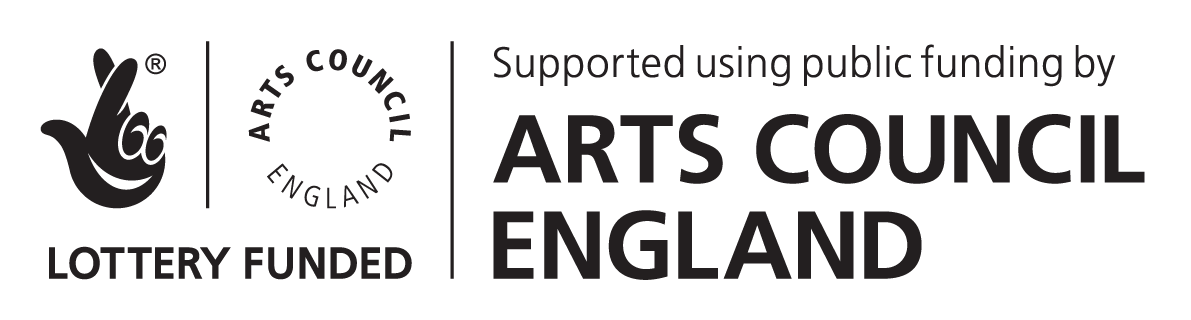 ®
ARTS COUNCIL
ENGLAND
LOTTERY FUNDED
Supported using public funding by
ARTS COUNCIL
ENGLAND